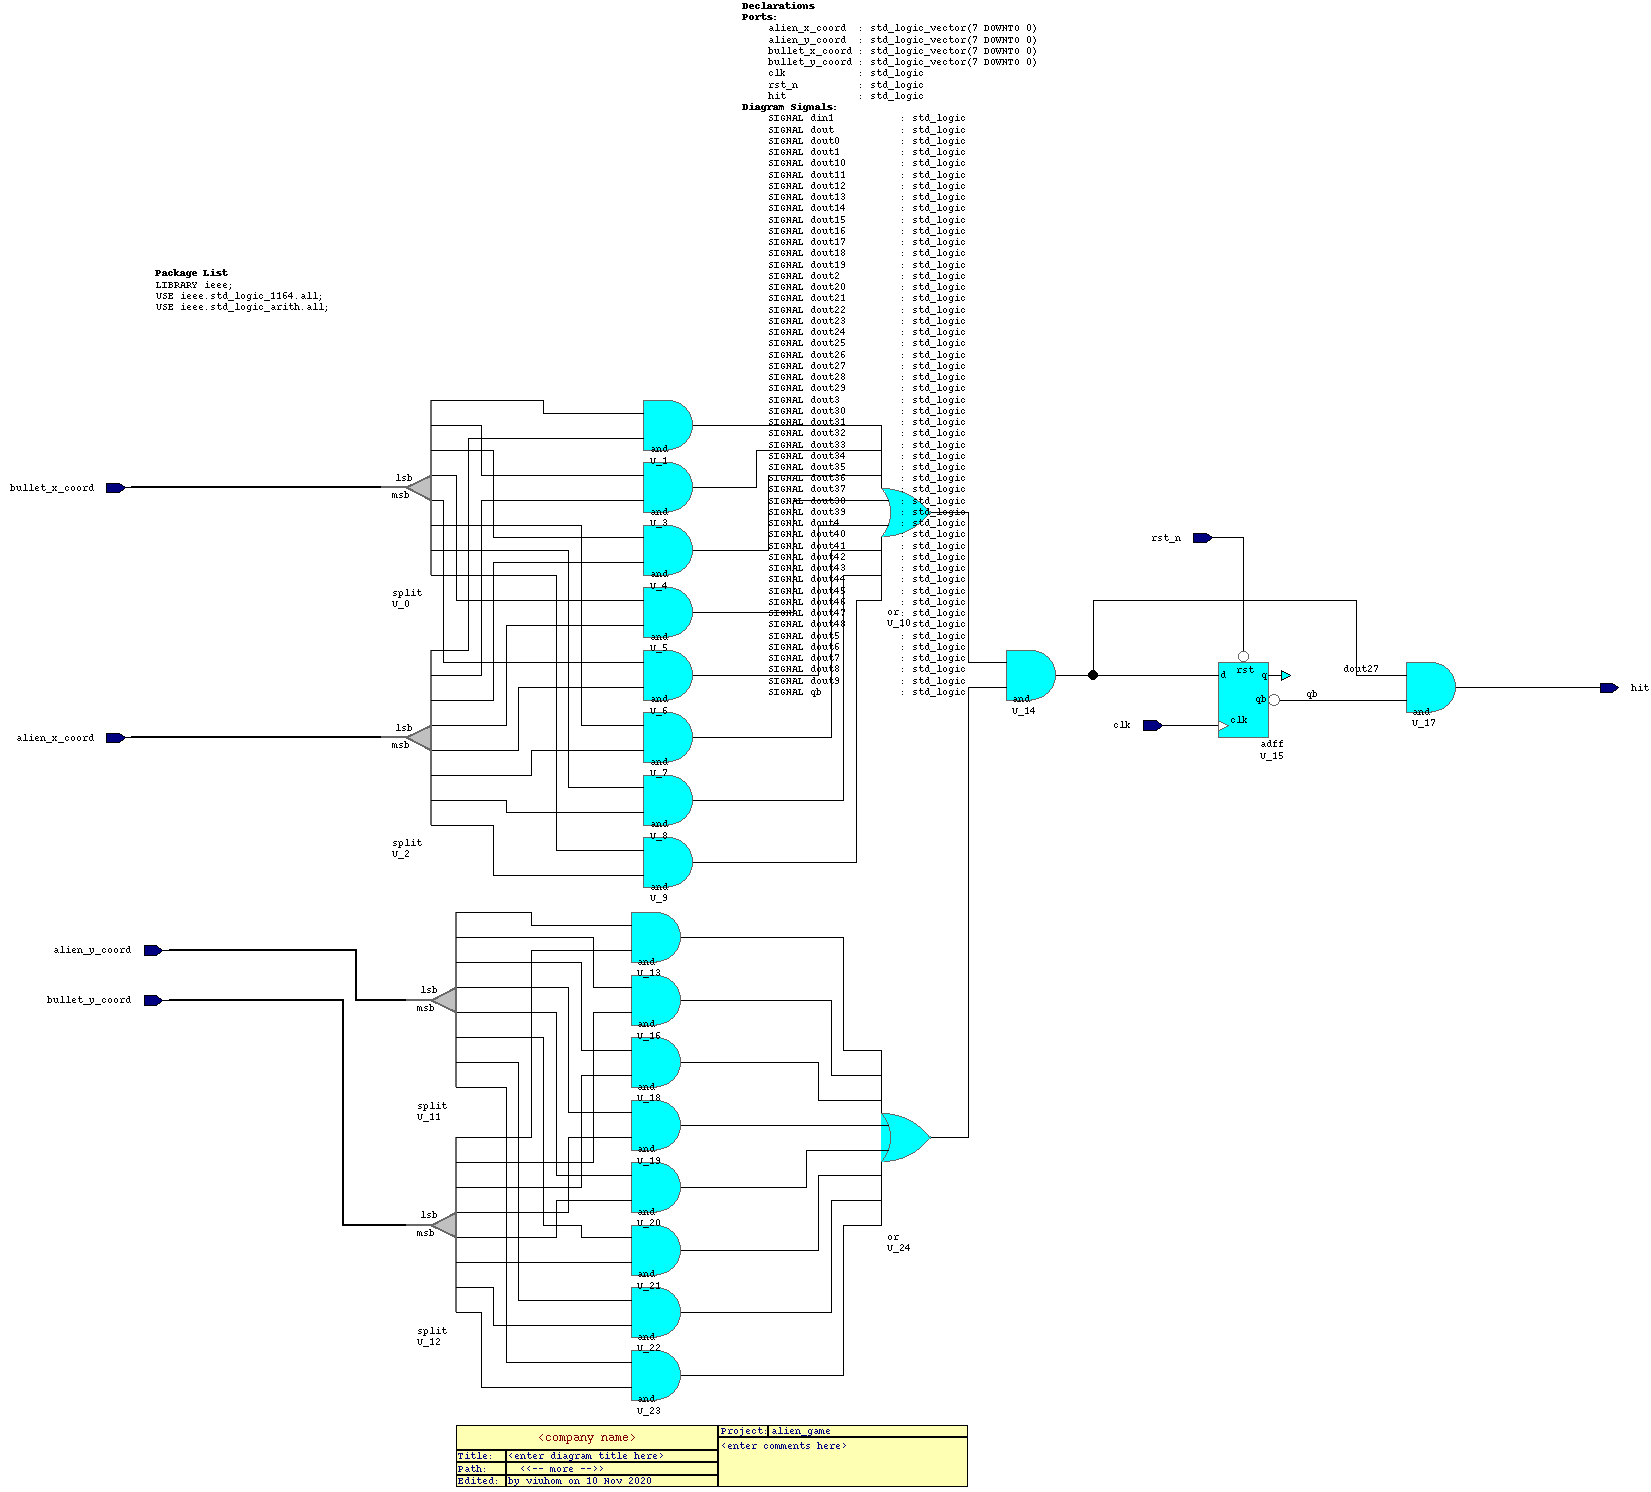 Declarations
Ports:
alien_x_coord : std_logic_vector(7 DOWNTO 0)
alien_y_coord : std_logic_vector(7 DOWNTO 0)
bullet_x_coord : std_logic_vector(7 DOWNTO 0)
bullet_y_coord : std_logic_vector(7 DOWNTO 0)
clk : std_logic
rst_n : std_logic
hit : std_logic
Diagram Signals:
SIGNAL din1 : std_logic
SIGNAL dout : std_logic
SIGNAL dout0 : std_logic
SIGNAL dout1 : std_logic
SIGNAL dout10 : std_logic
SIGNAL dout11 : std_logic
SIGNAL dout12 : std_logic
SIGNAL dout13 : std_logic
SIGNAL dout14 : std_logic
SIGNAL dout15 : std_logic
SIGNAL dout16 : std_logic
SIGNAL dout17 : std_logic
SIGNAL dout18 : std_logic
SIGNAL dout19 : std_logic
SIGNAL dout2 : std_logic
SIGNAL dout20 : std_logic
SIGNAL dout21 : std_logic
SIGNAL dout22 : std_logic
SIGNAL dout23 : std_logic
SIGNAL dout24 : std_logic
SIGNAL dout25 : std_logic
SIGNAL dout26 : std_logic
SIGNAL dout27 : std_logic
SIGNAL dout28 : std_logic
SIGNAL dout29 : std_logic
SIGNAL dout3 : std_logic
SIGNAL dout30 : std_logic
SIGNAL dout31 : std_logic
SIGNAL dout32 : std_logic
SIGNAL dout33 : std_logic
SIGNAL dout34 : std_logic
SIGNAL dout35 : std_logic
SIGNAL dout36 : std_logic
SIGNAL dout37 : std_logic
SIGNAL dout38 : std_logic
SIGNAL dout39 : std_logic
SIGNAL dout4 : std_logic
SIGNAL dout40 : std_logic
SIGNAL dout41 : std_logic
SIGNAL dout42 : std_logic
SIGNAL dout43 : std_logic
SIGNAL dout44 : std_logic
SIGNAL dout45 : std_logic
SIGNAL dout46 : std_logic
SIGNAL dout47 : std_logic
SIGNAL dout48 : std_logic
SIGNAL dout5 : std_logic
SIGNAL dout6 : std_logic
SIGNAL dout7 : std_logic
SIGNAL dout8 : std_logic
SIGNAL dout9 : std_logic
SIGNAL qb : std_logic
Package List
LIBRARY ieee;
USE ieee.std_logic_1164.all;
USE ieee.std_logic_arith.all;
bullet_x_coord
lsb
msb
split
U_0
alien_x_coord
lsb
msb
split
U_2
and
U_1
and
U_3
and
U_4
and
U_5
and
U_6
and
U_7
and
U_8
and
U_9
or
U_10
and
U_14
rst_n
clk
d
rst
q
qb
clk
adff
U_15
dout27
qb
and
U_17
hit
alien_y_coord
bullet_y_coord
lsb
msb
split
U_11
lsb
msb
split
U_12
and
U_13
and
U_16
and
U_18
and
U_19
and
U_20
and
U_21
and
U_22
and
U_23
or
U_24
<company name>
Title: <enter diagram title here>
Path: <<-- more -->>
Edited: by viuhom on 10 Nov 2020
Project: alien_game
<enter comments here>